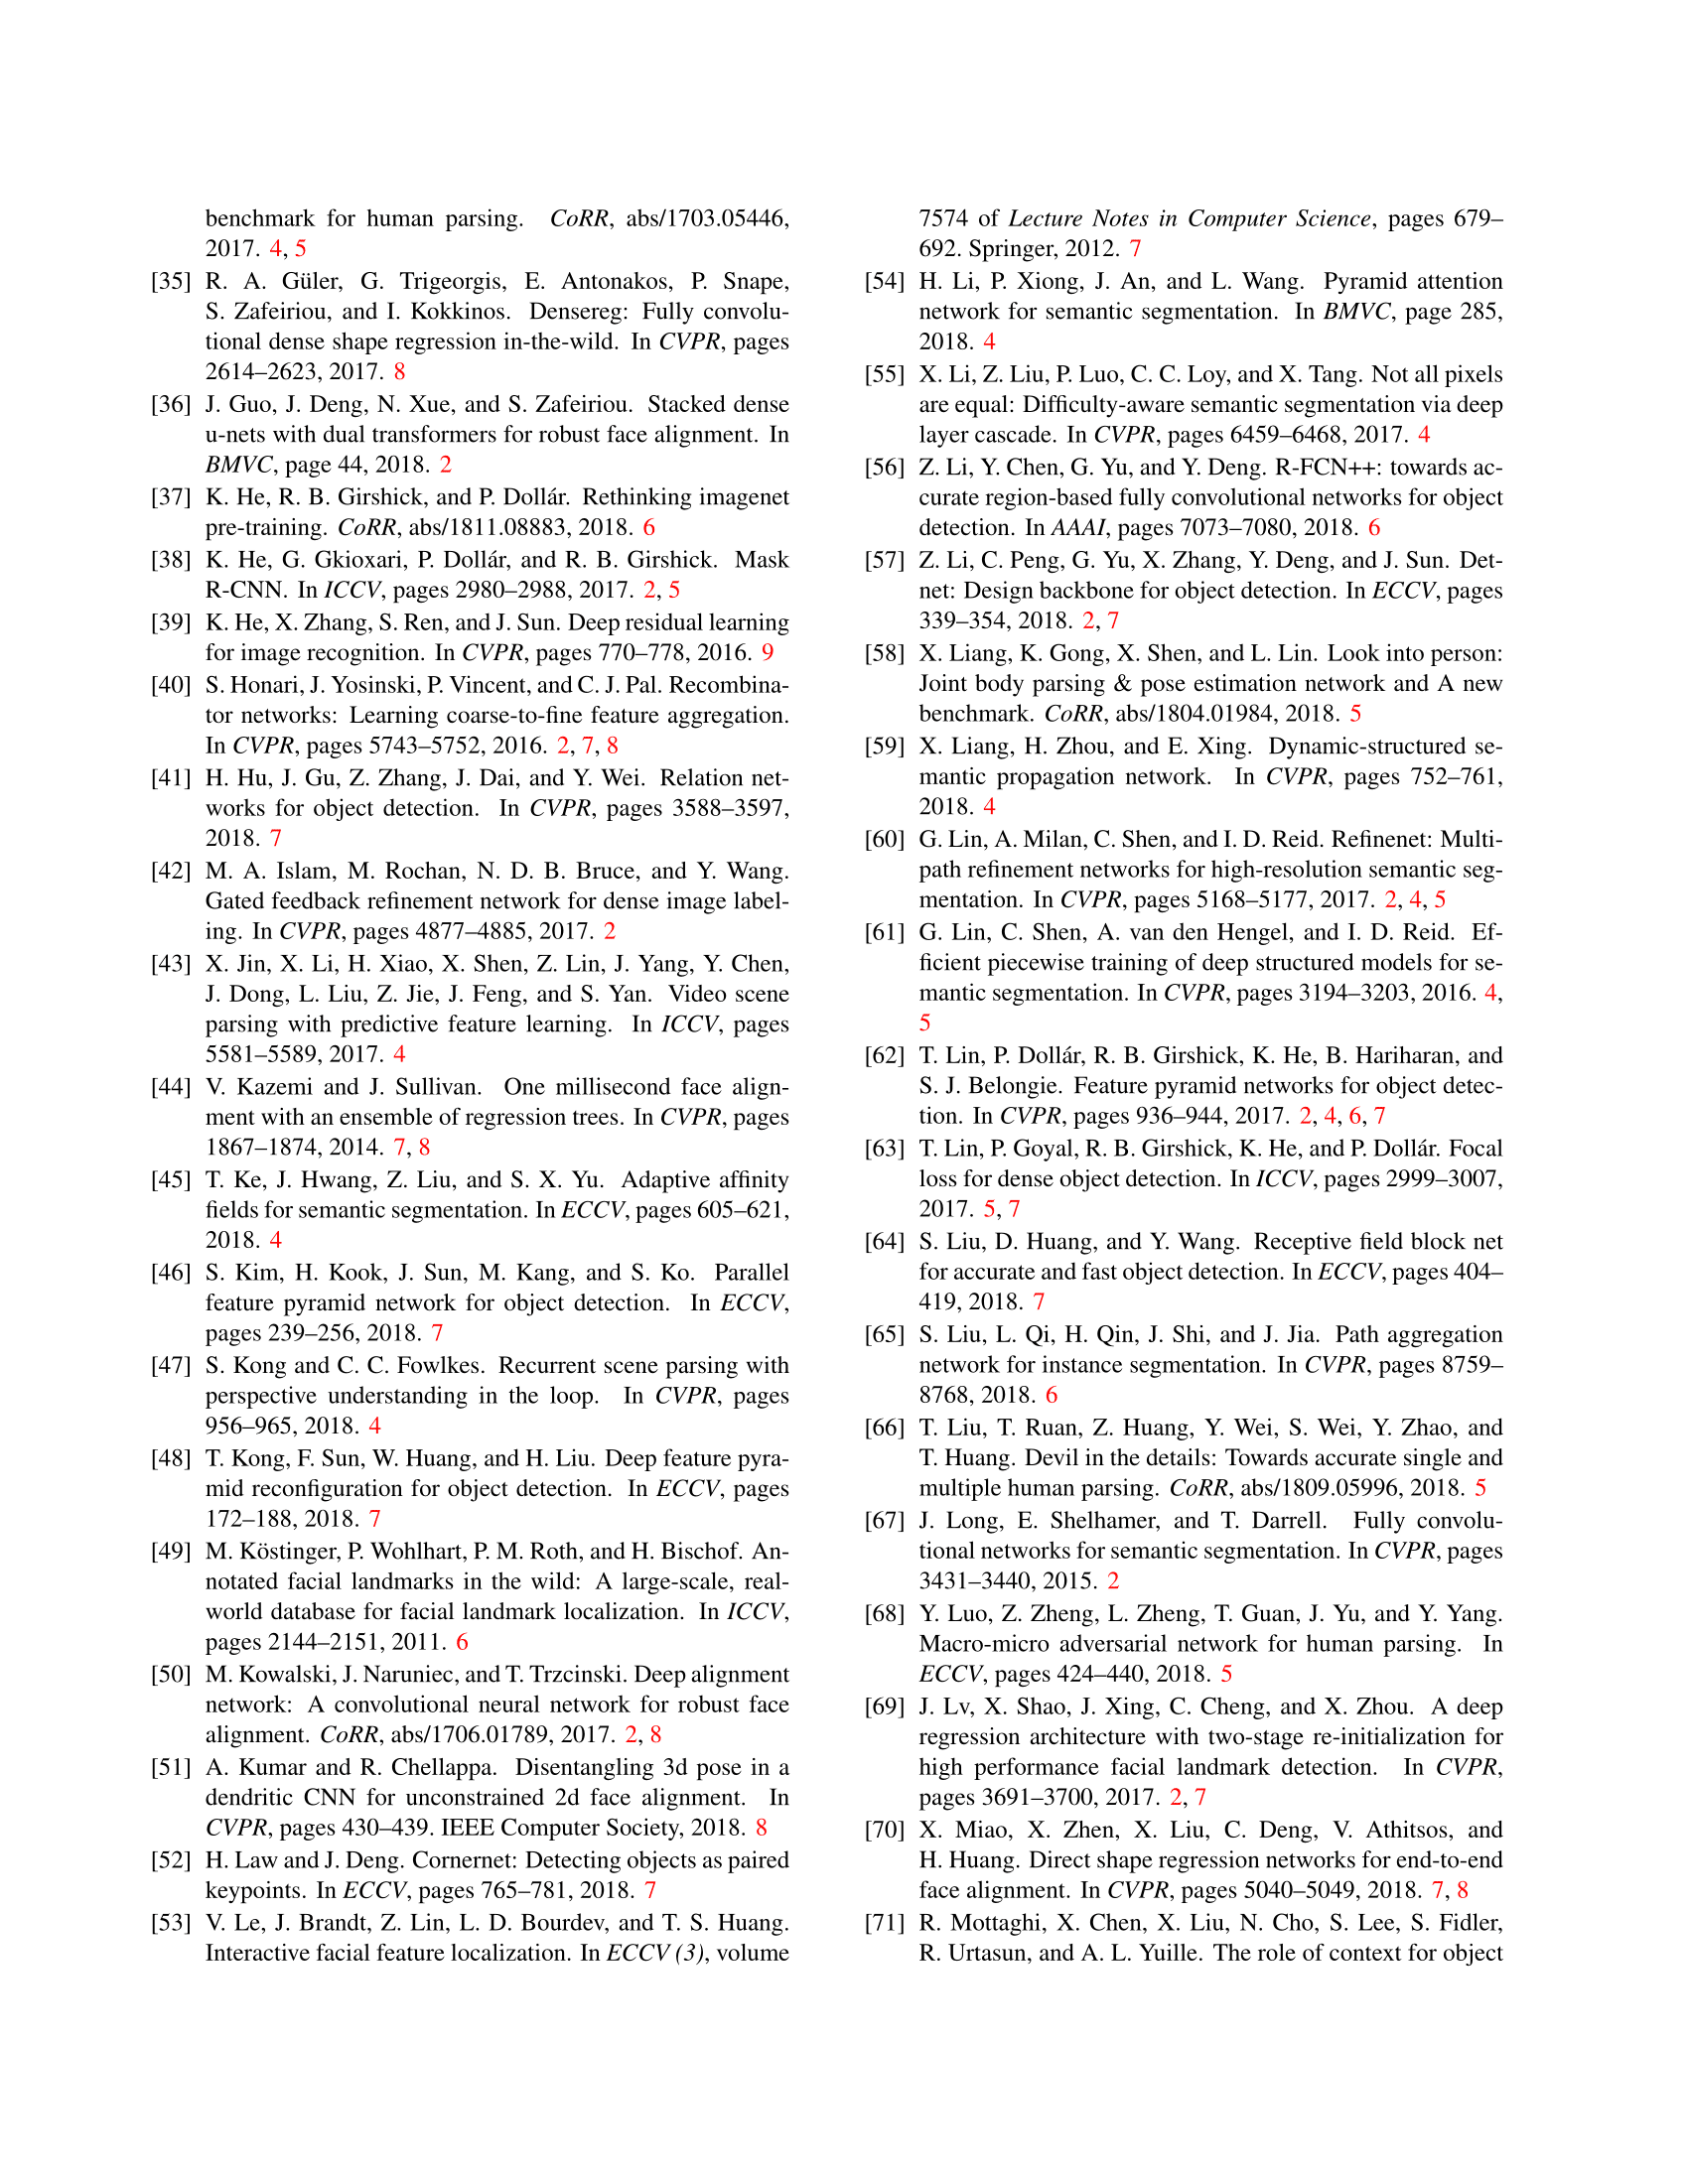 benchmark for human parsing. CoRR, abs/1703.05446,
2017. 4, 5
[35] R. A. Güler, G. Trigeorgis, E. Antonakos, P. Snape,
S. Zafeiriou, and I. Kokkinos. Densereg: Fully convolu-
tional dense shape regression in-the-wild. In CVPR, pages
2614–2623, 2017. 8
[36] J. Guo, J. Deng, N. Xue, and S. Zafeiriou. Stacked dense
u-nets with dual transformers for robust face alignment. In
BMVC, page 44, 2018. 2
[37] K. He, R. B. Girshick, and P. Dollár. Rethinking imagenet
pre-training. CoRR, abs/1811.08883, 2018. 6
[38] K. He, G. Gkioxari, P. Dollár, and R. B. Girshick. Mask
R-CNN. In ICCV, pages 2980–2988, 2017. 2, 5
[39] K. He, X. Zhang, S. Ren, and J. Sun. Deep residual learning
for image recognition. In CVPR, pages 770–778, 2016. 9
[40] S. Honari, J. Yosinski, P. Vincent, and C. J. Pal. Recombina-
tor networks: Learning coarse-to-fine feature aggregation.
In CVPR, pages 5743–5752, 2016. 2, 7, 8
[41] H. Hu, J. Gu, Z. Zhang, J. Dai, and Y. Wei. Relation net-
works for object detection. In CVPR, pages 3588–3597,
2018. 7
[42] M. A. Islam, M. Rochan, N. D. B. Bruce, and Y. Wang.
Gated feedback refinement network for dense image label-
ing. In CVPR, pages 4877–4885, 2017. 2
[43] X. Jin, X. Li, H. Xiao, X. Shen, Z. Lin, J. Yang, Y. Chen,
J. Dong, L. Liu, Z. Jie, J. Feng, and S. Yan. Video scene
parsing with predictive feature learning. In ICCV, pages
5581–5589, 2017. 4
[44] V. Kazemi and J. Sullivan. One millisecond face align-
ment with an ensemble of regression trees. In CVPR, pages
1867–1874, 2014. 7, 8
[45] T. Ke, J. Hwang, Z. Liu, and S. X. Yu. Adaptive affinity
fields for semantic segmentation. In ECCV, pages 605–621,
2018. 4
[46] S. Kim, H. Kook, J. Sun, M. Kang, and S. Ko. Parallel
feature pyramid network for object detection. In ECCV,
pages 239–256, 2018. 7
[47] S. Kong and C. C. Fowlkes. Recurrent scene parsing with
perspective understanding in the loop. In CVPR, pages
956–965, 2018. 4
[48] T. Kong, F. Sun, W. Huang, and H. Liu. Deep feature pyra-
mid reconfiguration for object detection. In ECCV, pages
172–188, 2018. 7
[49] M. Köstinger, P. Wohlhart, P. M. Roth, and H. Bischof. An-
notated facial landmarks in the wild: A large-scale, real-
world database for facial landmark localization. In ICCV,
pages 2144–2151, 2011. 6
[50] M. Kowalski, J. Naruniec, and T. Trzcinski. Deep alignment
network: A convolutional neural network for robust face
alignment. CoRR, abs/1706.01789, 2017. 2, 8
[51] A. Kumar and R. Chellappa. Disentangling 3d pose in a
dendritic CNN for unconstrained 2d face alignment. In
CVPR, pages 430–439. IEEE Computer Society, 2018. 8
[52] H. Law and J. Deng. Cornernet: Detecting objects as paired
keypoints. In ECCV, pages 765–781, 2018. 7
[53] V. Le, J. Brandt, Z. Lin, L. D. Bourdev, and T. S. Huang.
Interactive facial feature localization. In ECCV (3), volume
7574 of Lecture Notes in Computer Science, pages 679–
692. Springer, 2012. 7
[54] H. Li, P. Xiong, J. An, and L. Wang. Pyramid attention
network for semantic segmentation. In BMVC, page 285,
2018. 4
[55] X. Li, Z. Liu, P. Luo, C. C. Loy, and X. Tang. Not all pixels
are equal: Difficulty-aware semantic segmentation via deep
layer cascade. In CVPR, pages 6459–6468, 2017. 4
[56] Z. Li, Y. Chen, G. Yu, and Y. Deng. R-FCN++: towards ac-
curate region-based fully convolutional networks for object
detection. In AAAI, pages 7073–7080, 2018. 6
[57] Z. Li, C. Peng, G. Yu, X. Zhang, Y. Deng, and J. Sun. Det-
net: Design backbone for object detection. In ECCV, pages
339–354, 2018. 2, 7
[58] X. Liang, K. Gong, X. Shen, and L. Lin. Look into person:
Joint body parsing & pose estimation network and A new
benchmark. CoRR, abs/1804.01984, 2018. 5
[59] X. Liang, H. Zhou, and E. Xing. Dynamic-structured se-
mantic propagation network. In CVPR, pages 752–761,
2018. 4
[60] G. Lin, A. Milan, C. Shen, and I. D. Reid. Refinenet: Multi-
path refinement networks for high-resolution semantic seg-
mentation. In CVPR, pages 5168–5177, 2017. 2, 4, 5
[61] G. Lin, C. Shen, A. van den Hengel, and I. D. Reid. Ef-
ficient piecewise training of deep structured models for se-
mantic segmentation. In CVPR, pages 3194–3203, 2016. 4,
5
[62] T. Lin, P. Dollár, R. B. Girshick, K. He, B. Hariharan, and
S. J. Belongie. Feature pyramid networks for object detec-
tion. In CVPR, pages 936–944, 2017. 2, 4, 6, 7
[63] T. Lin, P. Goyal, R. B. Girshick, K. He, and P. Dollár. Focal
loss for dense object detection. In ICCV, pages 2999–3007,
2017. 5, 7
[64] S. Liu, D. Huang, and Y. Wang. Receptive field block net
for accurate and fast object detection. In ECCV, pages 404–
419, 2018. 7
[65] S. Liu, L. Qi, H. Qin, J. Shi, and J. Jia. Path aggregation
network for instance segmentation. In CVPR, pages 8759–
8768, 2018. 6
[66] T. Liu, T. Ruan, Z. Huang, Y. Wei, S. Wei, Y. Zhao, and
T. Huang. Devil in the details: Towards accurate single and
multiple human parsing. CoRR, abs/1809.05996, 2018. 5
[67] J. Long, E. Shelhamer, and T. Darrell. Fully convolu-
tional networks for semantic segmentation. In CVPR, pages
3431–3440, 2015. 2
[68] Y. Luo, Z. Zheng, L. Zheng, T. Guan, J. Yu, and Y. Yang.
Macro-micro adversarial network for human parsing. In
ECCV, pages 424–440, 2018. 5
[69] J. Lv, X. Shao, J. Xing, C. Cheng, and X. Zhou. A deep
regression architecture with two-stage re-initialization for
high performance facial landmark detection. In CVPR,
pages 3691–3700, 2017. 2, 7
[70] X. Miao, X. Zhen, X. Liu, C. Deng, V. Athitsos, and
H. Huang. Direct shape regression networks for end-to-end
face alignment. In CVPR, pages 5040–5049, 2018. 7, 8
[71] R. Mottaghi, X. Chen, X. Liu, N. Cho, S. Lee, S. Fidler,
R. Urtasun, and A. L. Yuille. The role of context for object